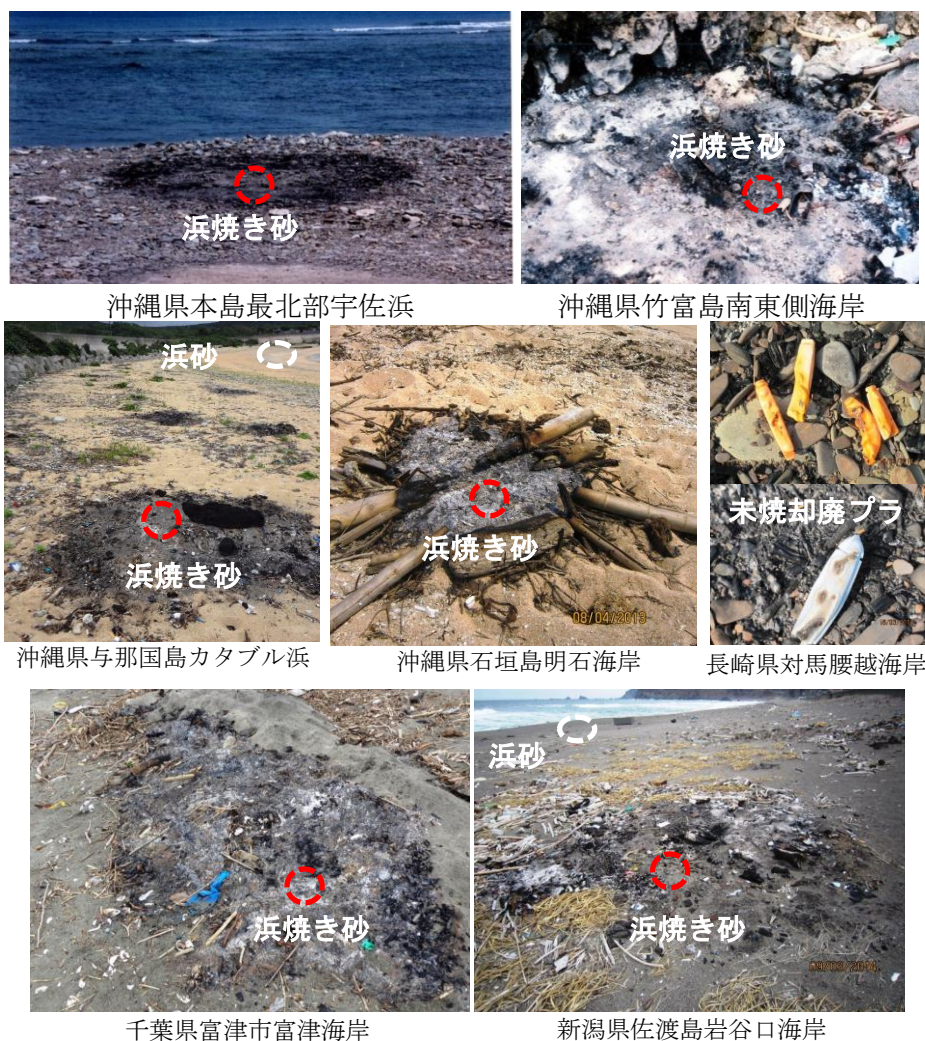 浜焼き砂
浜焼き砂
沖縄県本島最北部宇佐浜
沖縄県竹富島南東側海岸
浜砂
浜焼き砂
浜焼き砂
08/04/2013
未焼却廃プラ
沖縄県与那国島カタブル浜
沖縄県石垣島明石海岸
長崎県対馬腰越海岸
浜焼き砂
浜砂
浜焼き砂
千葉県富津市富津海岸
新潟県佐渡島岩谷口海岸